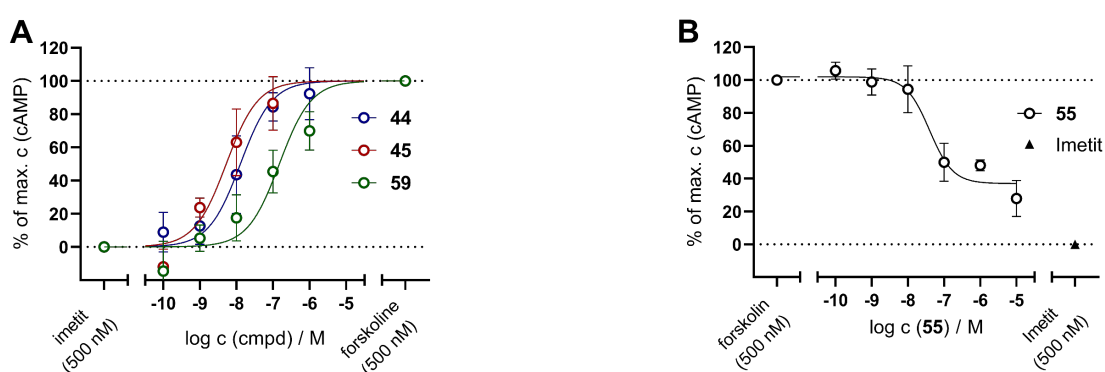 A
% of max. c (cAMP)
120
100
80
60
40
20
0
44
45
59
-10 -9 -8 -7 -6 -5
imetit
(500 nM)
log c (cmpd) / M
forskoline
(500 nM)
B
% of max. c (cAMP)
120
100
80
60
40
20
0
55
Imetit
-10 -9 -8 -7 -6 -5
forskolin
(500 nM)
log c (55) / M
Imetit
(500 nM)